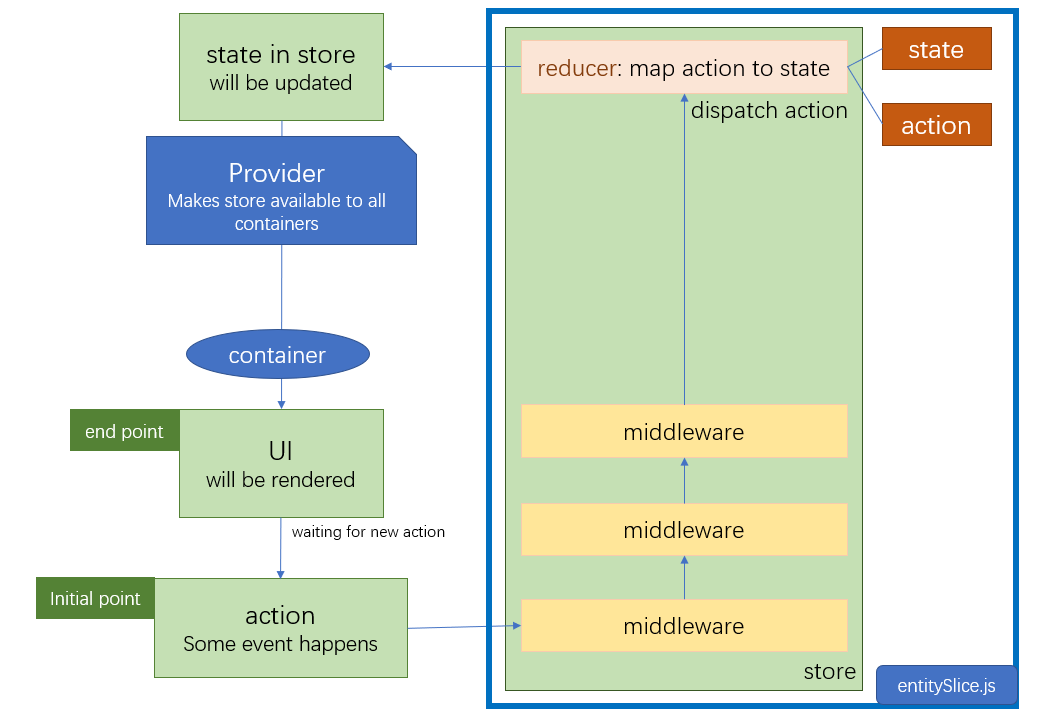 state in store
will be updated
Provider
Makes store available to all
containers
container
end point
UI
will be rendered
waiting for new action
Initial point
action
Some event happens
reducer: map action to state
dispatch action
middleware
middleware
middleware
store
state
action
entitySlice.js